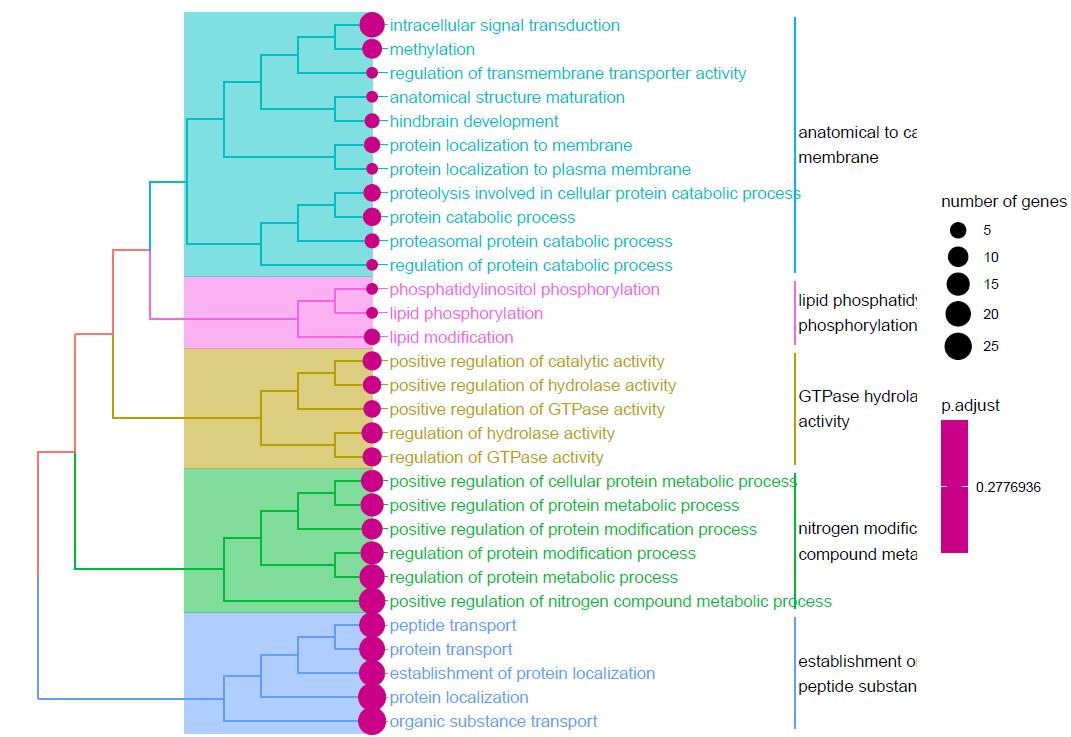 intracellular signal transduction
methylation
regulation of transmembrane transporter activity
anatomical structure maturation
hindbrain development
protein localization to membrane
protein localization to plasma membrane
proteolysis involved in cellular protein catabolic process
protein catabolic process
proteasomal protein catabolic process
regulation of protein catabolic process
phosphatidylinositol phosphorylation
lipid phosphorylation
lipid modification
positive regulation of catalytic activity
positive regulation of hydrolase activity
positive regulation of GTPase activity
regulation of hydrolase activity
regulation of GTPase activity
positive regulation of cellular protein metabolic process
positive regulation of protein metabolic process
positive regulation of protein modification process
regulation of protein modification process
regulation of protein metabolic process
positive regulation of nitrogen compound metabolic process
peptide transport
protein transport
establishment of protein localization
protein localization
organic substance transport
anatomical to ca
membrane
lipid phosphatidy
phosphorylation
GTPase hydrola
activity
nitrogen modific
compound meta
establishment o
peptide substan
number of genes
5
10
15
20
25
p.adjust
0.2776936